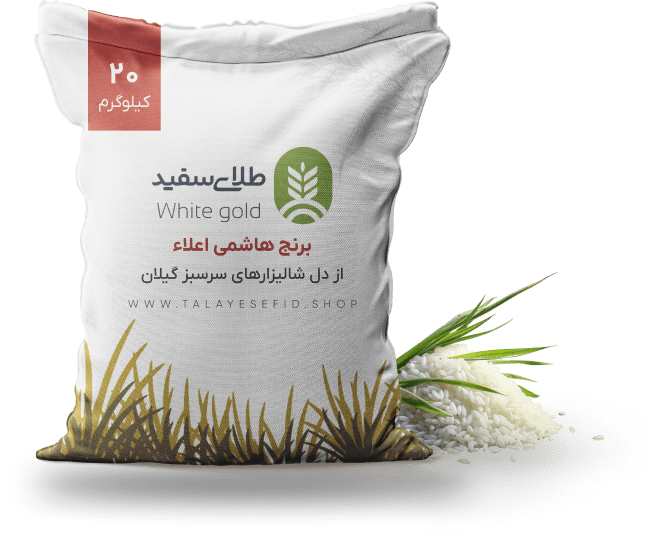 ۲۰
کیلوگرم
طلای‌سفید
White gold
برنج هاشمی اعلاء
از دل شالیزارهای سرسبز گیلان
WWW.TALAYESEFID.SHOP